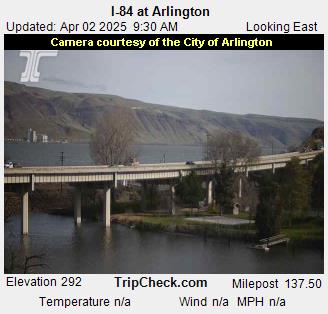 I-84 at Arlington
Updated: Apr 02 2025 9:30 AM Looking East
Camera courtesy of the City of Arlington
Elevation 292 TripCheck.com Milepost 137.50
Temperature n/a Wind n/a MPH n/a